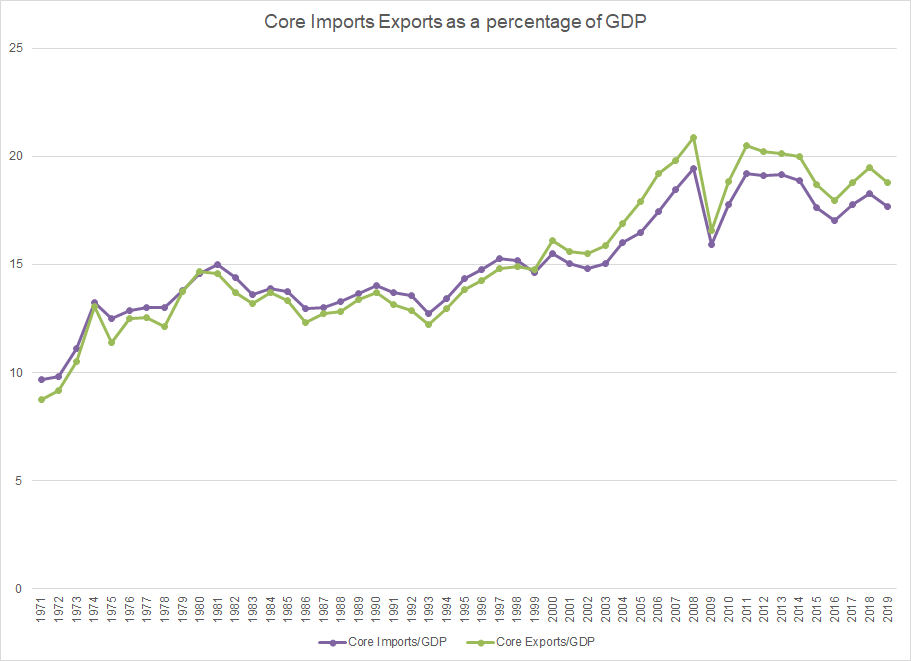 Core Imports Exports as a percentage of GDP
25
20
15
10
5
0
1971 1972 1973 1974 1975 1976 1977 1978 1979 1980 1981 1982 1983 1984 1985 1986 1987 1988 1989 1990 1991 1992 1993 1994 1995 1996 1997 1998 1999 2000 2001 2002 2003 2004 2005 2006 2007 2008 2009 2010 2011 2012 2013 2014 2015 2016 2017 2018 2019
Core Imports/GDP Core Exports/GDP